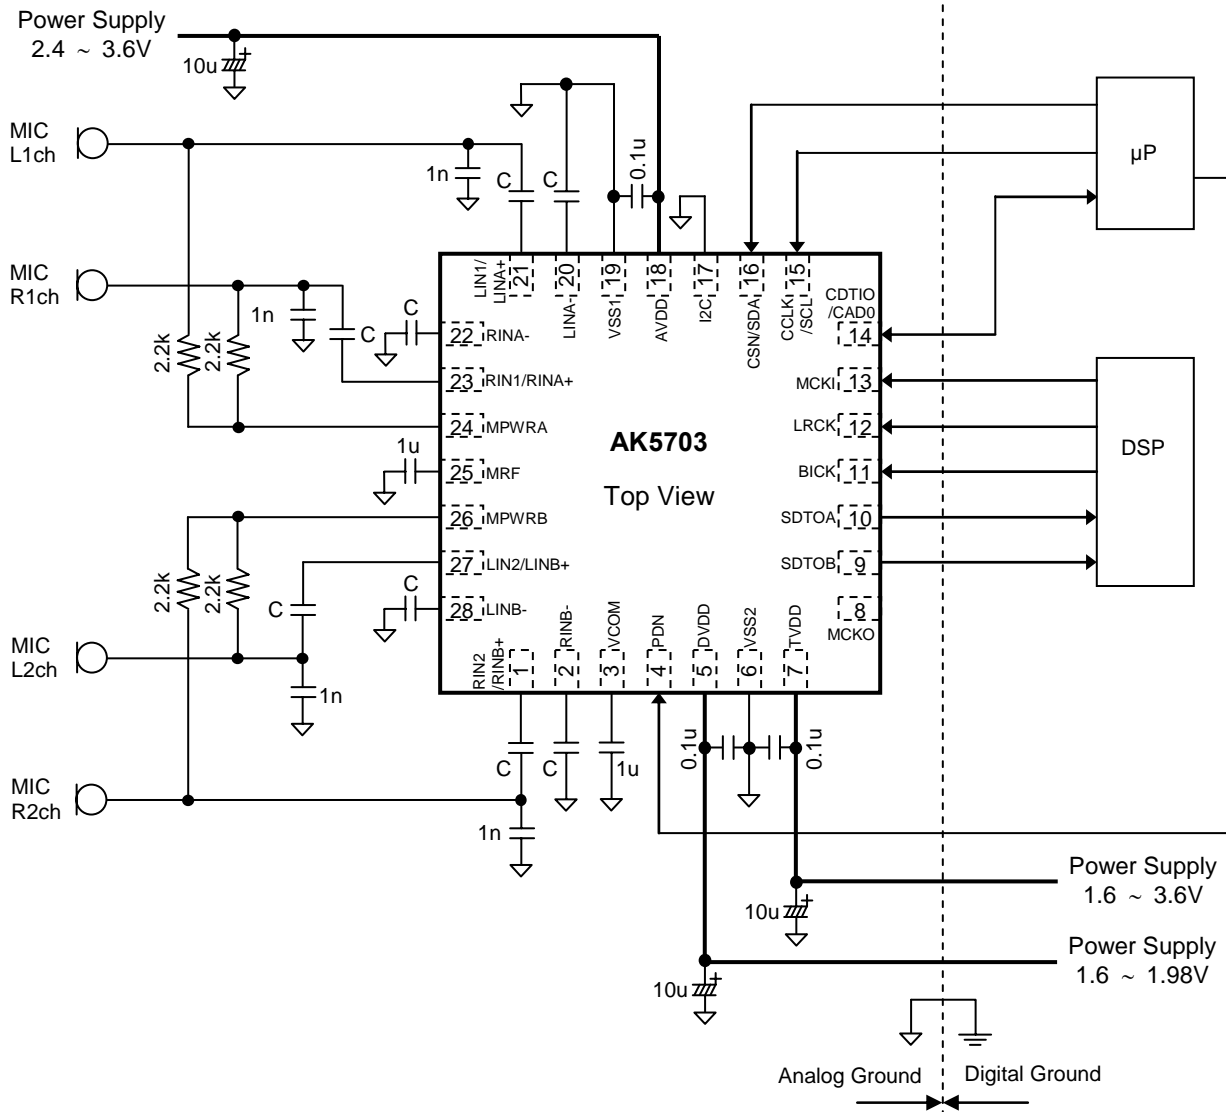 Power Supply
2.4 ~ 3.6V
10u
+
MIC
L1ch
1n
C
C
0.1u
µP
MIC
R1ch
1n
C
C
2.2k
2.2k
LIN1/
LINA+
21
20
LINA-
19
VSS1
18
AVDD
17
I2C
16
CSN/SDA
15
CCLK
/SCL
CDTIO
/CAD0
14
22 RINA-
23 RIN1/RINA+
24 MPWRA
1u
25 MRF
26 MPWRB
27 LIN2/LINB+
28 LINB-
AK5703
Top View
MCKI 13
LRCK 12
BICK 11
SDTOA 10
SDTOB 9
8
MCKO
DSP
2.2k
2.2k
C
C
MIC
L2ch
1n
RIN2
/RINB+
1
RINB-
2
VCOM
3
PDN
4
DVDD
5
VSS2
6
TVDD
7
C
C
1u
0.1u
0.1u
MIC
R2ch
1n
Power Supply
1.6 ~ 3.6V
10u
+
Power Supply
1.6 ~ 1.98V
10u
+
Analog Ground
Digital Ground